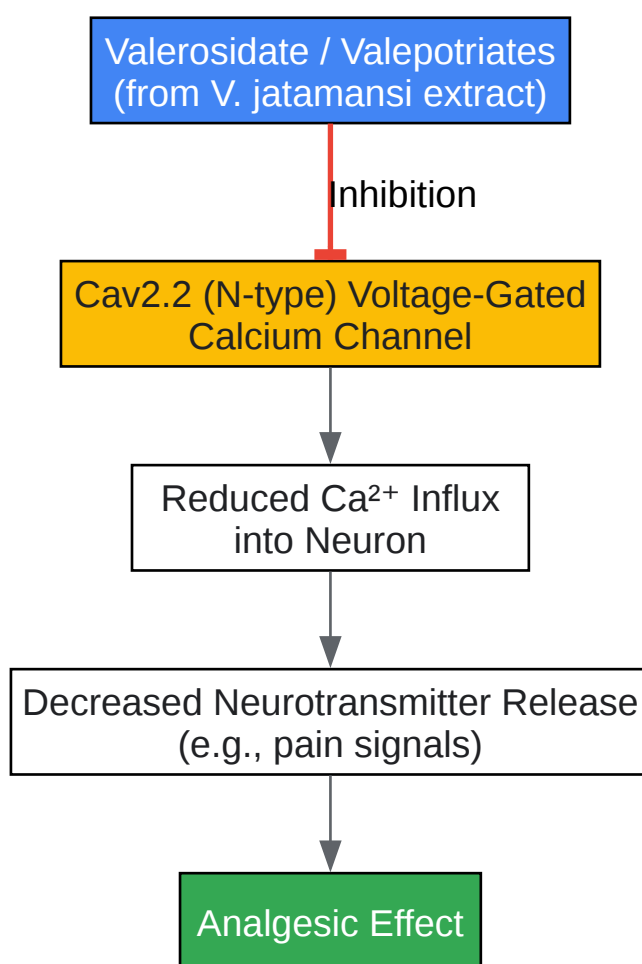 Valerosidate / Valepotriates
(from V. jatamansi extract)
Inhibition
Cav2.2 (N-type) Voltage-Gated
Calcium Channel
Reduced Ca²⁺ Influx
into Neuron
Decreased Neurotransmitter Release
(e.g., pain signals)
Analgesic Effect